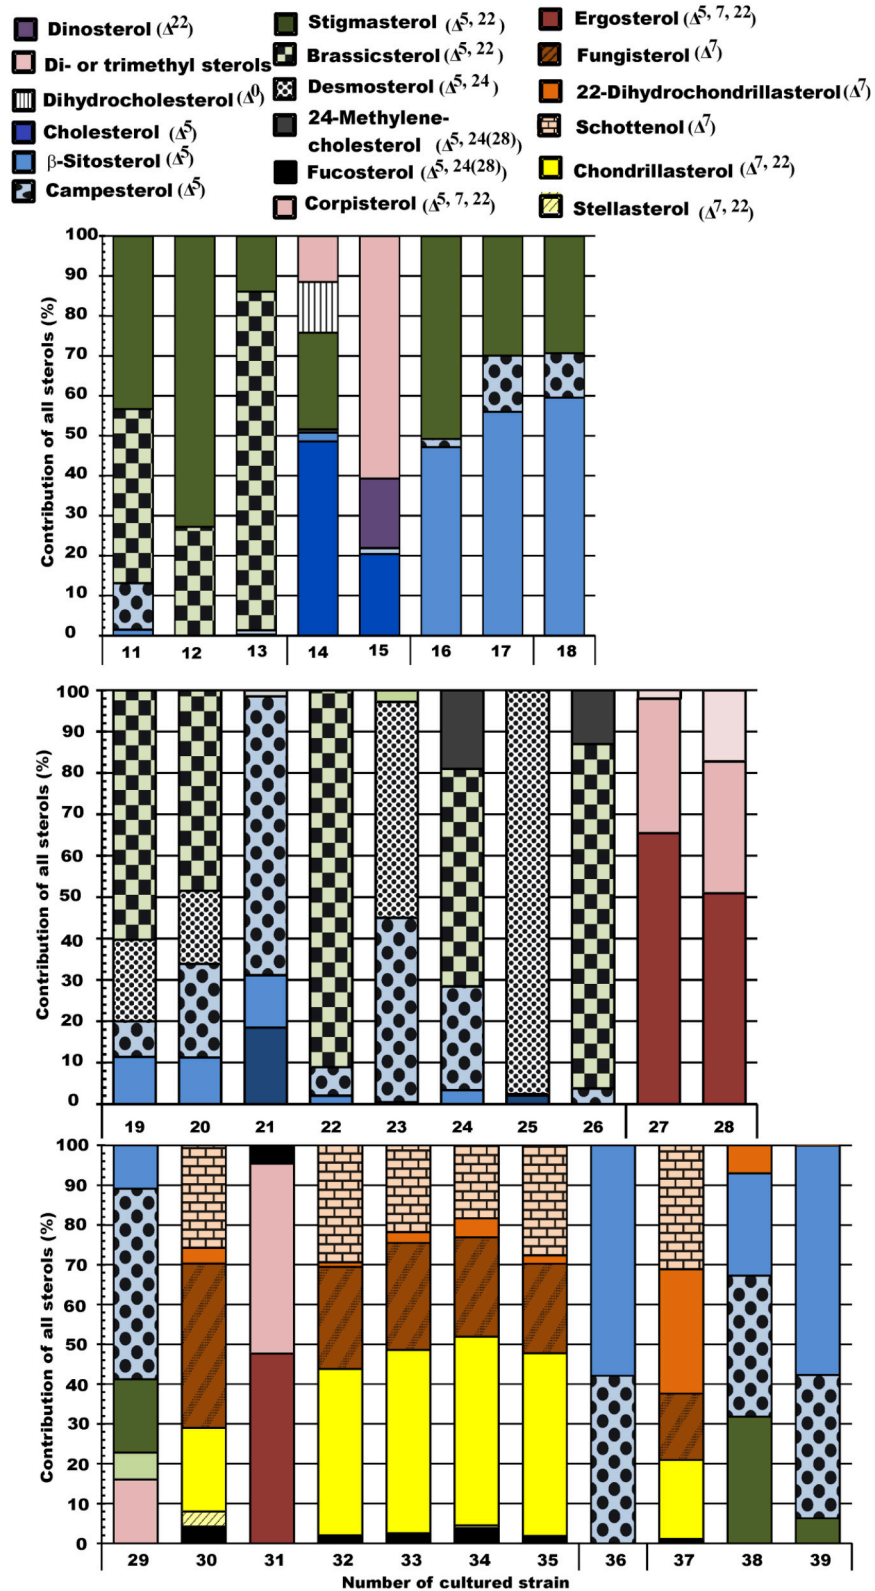 Dinosterol (Δ22)
Di- or trimethyl sterols
Dihydrocholesterol (Δ0)
Cholesterol (Δ5)
β-Sitosterol (Δ5)
Campesterol (Δ5)
Stigmasterol (Δ5, 22)
Brassicsterol (Δ5, 22)
Desmosterol (Δ5, 24)
24-Methylene-
cholesterol (Δ5, 24(28))
Fucosterol (Δ5, 24(28))
Corpisterol (Δ5, 7, 22)
Ergosterol (Δ5, 7, 22)
Fungisterol (Δ7)
22-Dihydrochondrillasterol (Δ7)
Schottenol (Δ7)
Chondrillasterol (Δ7, 22)
Stellasterol (Δ7, 22)
Contribution of all sterols (%)
100
90
80
70
60
50
40
30
20
10
0
11 12 13 14 15 16 17 18
Contribution of all sterols (%)
100
90
80
70
60
50
40
30
20
10
0
19 20 21 22 23 24 25 26 27 28
Contribution of all sterols (%)
100
90
80
70
60
50
40
30
20
10
0
29 30 31 32 33 34 35 36 37 38 39
Number of cultured strain